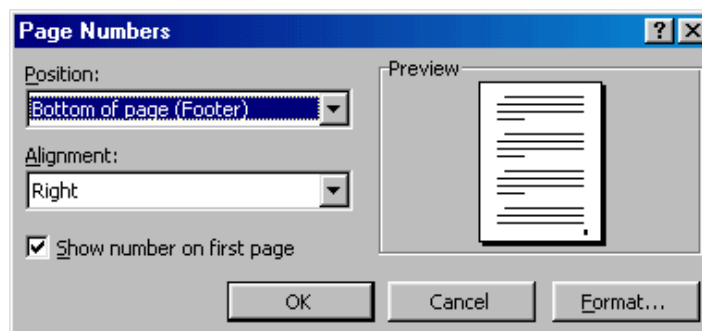 Page Numbers
Position:
Bottom of page (Footer)
Alignment:
Right
Show number on first page
Preview
OK
Cancel
Format...